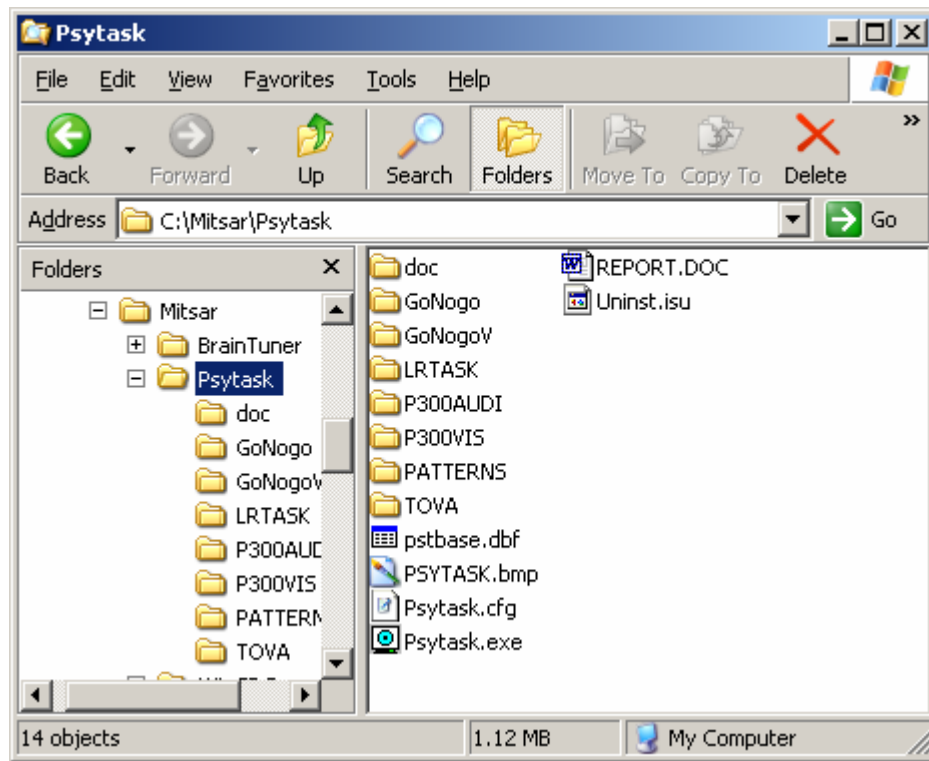 Psytask
File Edit View Favorites Tools Help
Back Forward Up Search Folders Move To Copy To Delete »
Address C:\Mitsar\Psytask Go
Folders
Mitsar
BrainTuner
Psytask
doc
GoNogo
GoNogoV
LRTASK
P300AUD
P300VIS
PATTERN
TOVA
doc
GoNogo
GoNogoV
LRTASK
P300AUDI
P300VIS
PATTERNS
TOVA
pstbase.dbf
PSYTASK.bmp
Psytask.cfg
Psytask.exe
REPORT.DOC
Uninst.isu
14 objects 1.12 MB My Computer